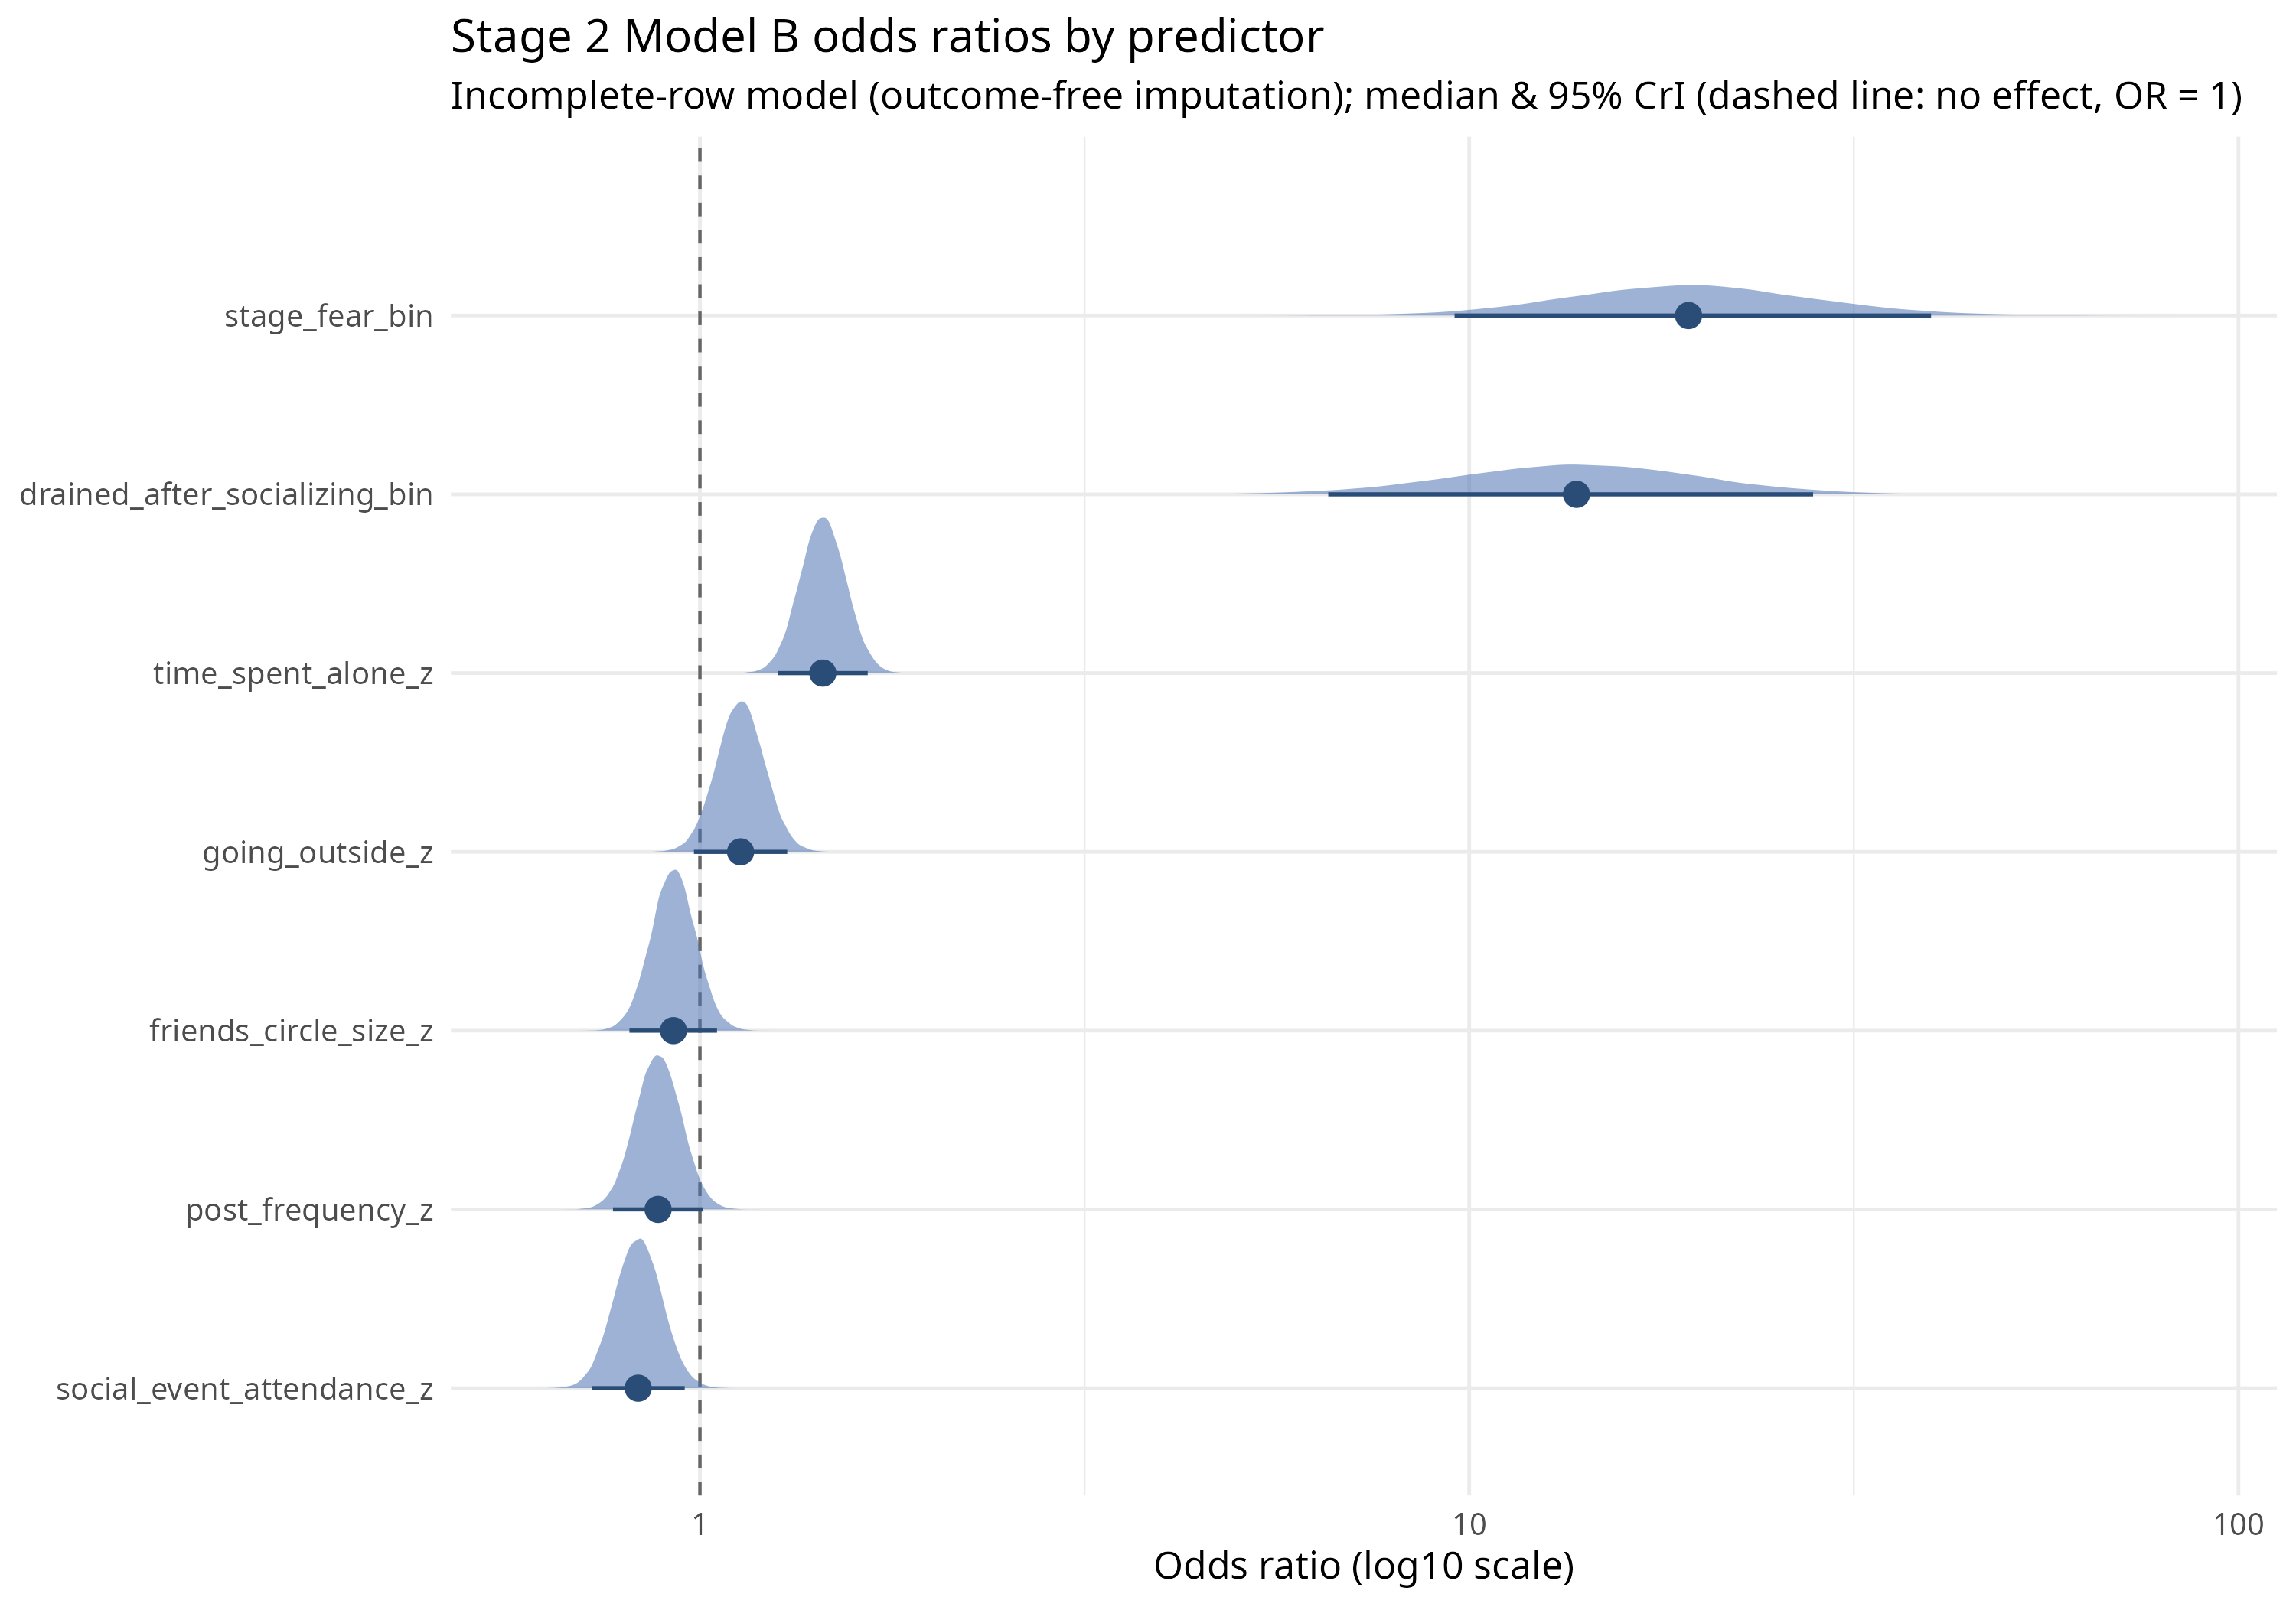 Stage 2 Model B odds ratios by predictor
Incomplete-row model (outcome-free imputation); median & 95% CrI (dashed line: no effect, OR = 1)
stage_fear_bin
drained_after_socializing_bin
time_spent_alone_z
going_outside_z
friends_circle_size_z
post_frequency_z
social_event_attendance_z
1 10 100
Odds ratio (log10 scale)